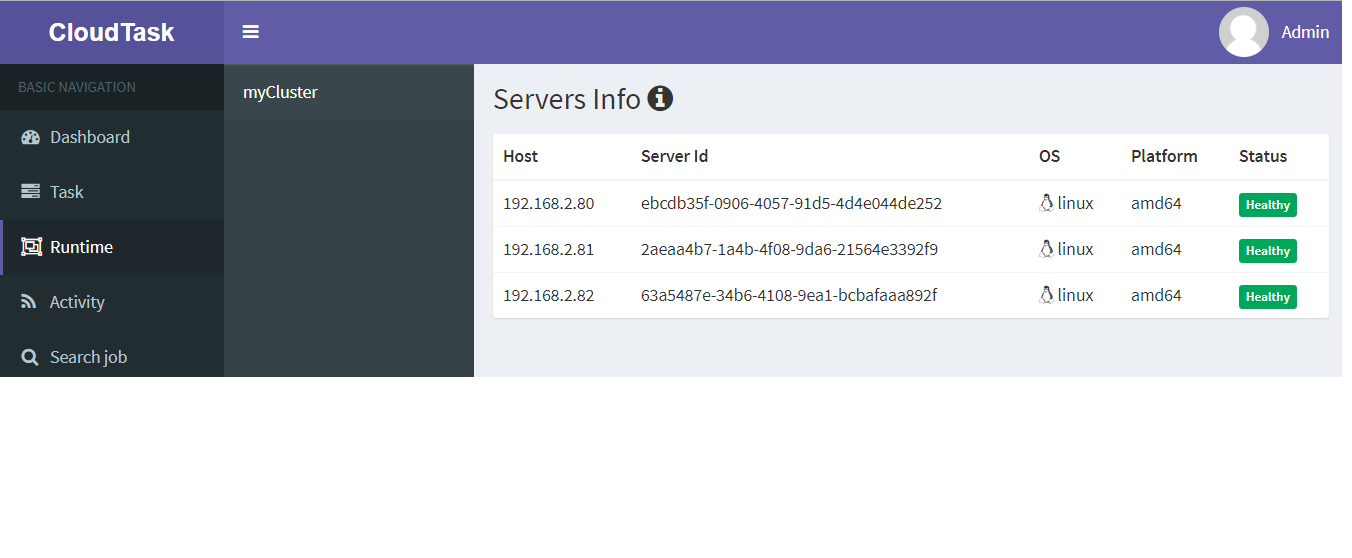 CloudTask
Admin
BASIC NAVIGATION
Dashboard
Task
Runtime
Activity
Search job
myCluster
Servers Info
Host Server Id OS Platform Status
192.168.2.80 ebcdb35f-0906-4057-91d5-4d4e044de252 linux amd64 Healthy
192.168.2.81 2aeaa4b7-1a4b-4f08-9da6-21564e3392f9 linux amd64 Healthy
192.168.2.82 63a5487e-34b6-4108-9ea1-bcbafaaa892f linux amd64 Healthy